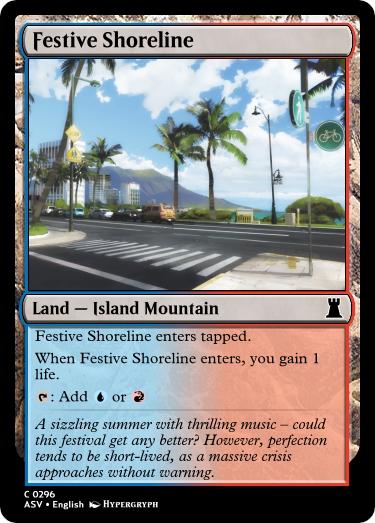 Festive Shoreline
Land — Island Mountain
Festive Shoreline enters tapped.
When Festive Shoreline enters, you gain 1
life.
: Add or
A sizzling summer with thrilling music – could
this festival get any better? However, perfection
tends to be short-lived, as a massive crisis
approaches without warning.
C 0296
ASV • English HYPERGRYPH